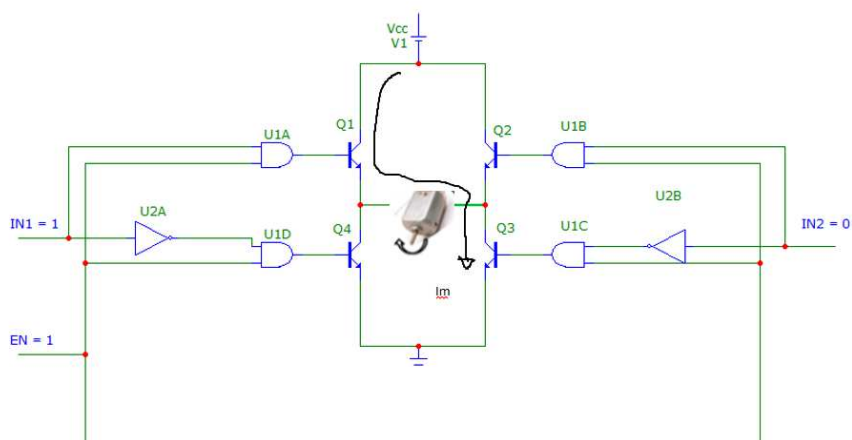 Vcc
V1
Q1
Q2
U1A
U1B
U2A
U2B
IN1 = 1
IN2 = 0
Q4
Q3
U1D
U1C
Im
EN = 1